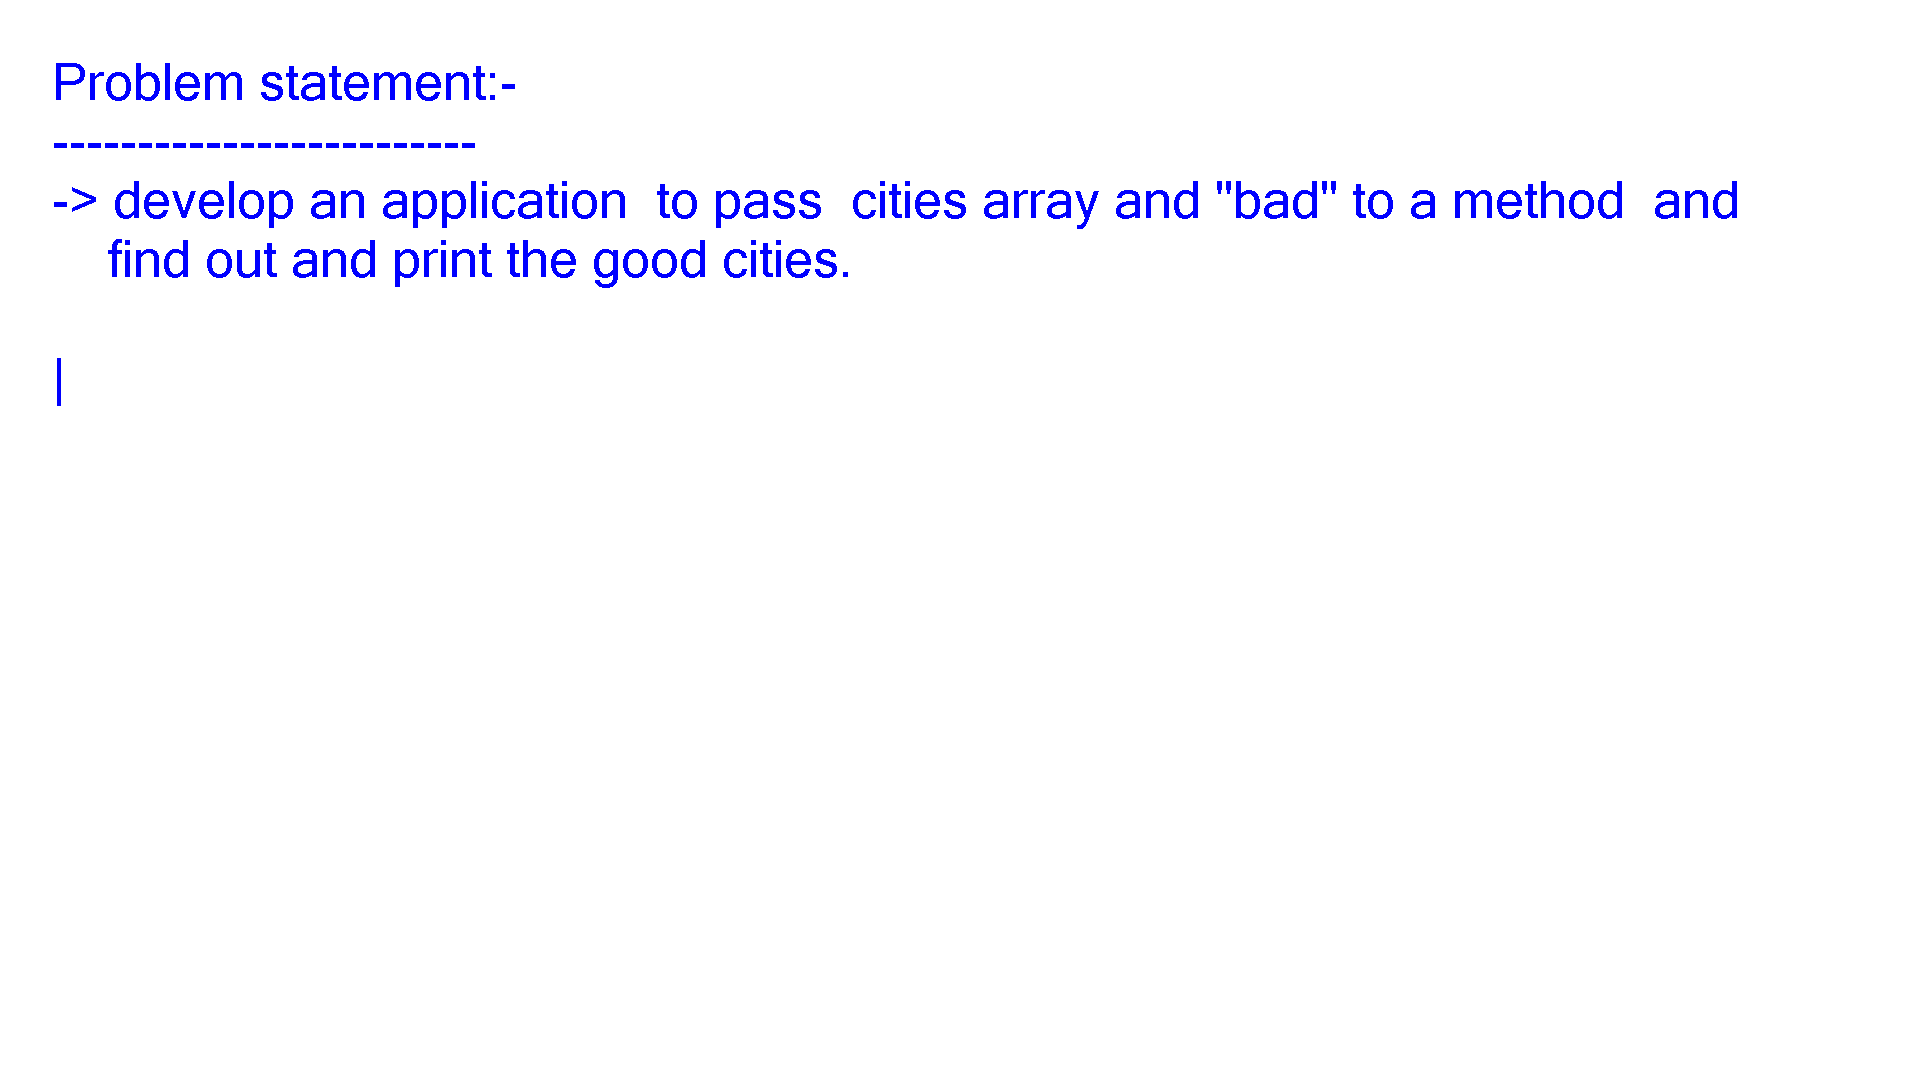 Problem statement:-
-------------------------
-> develop an application  to pass  cities array and "bad" to a method  and
find out and print the good cities.